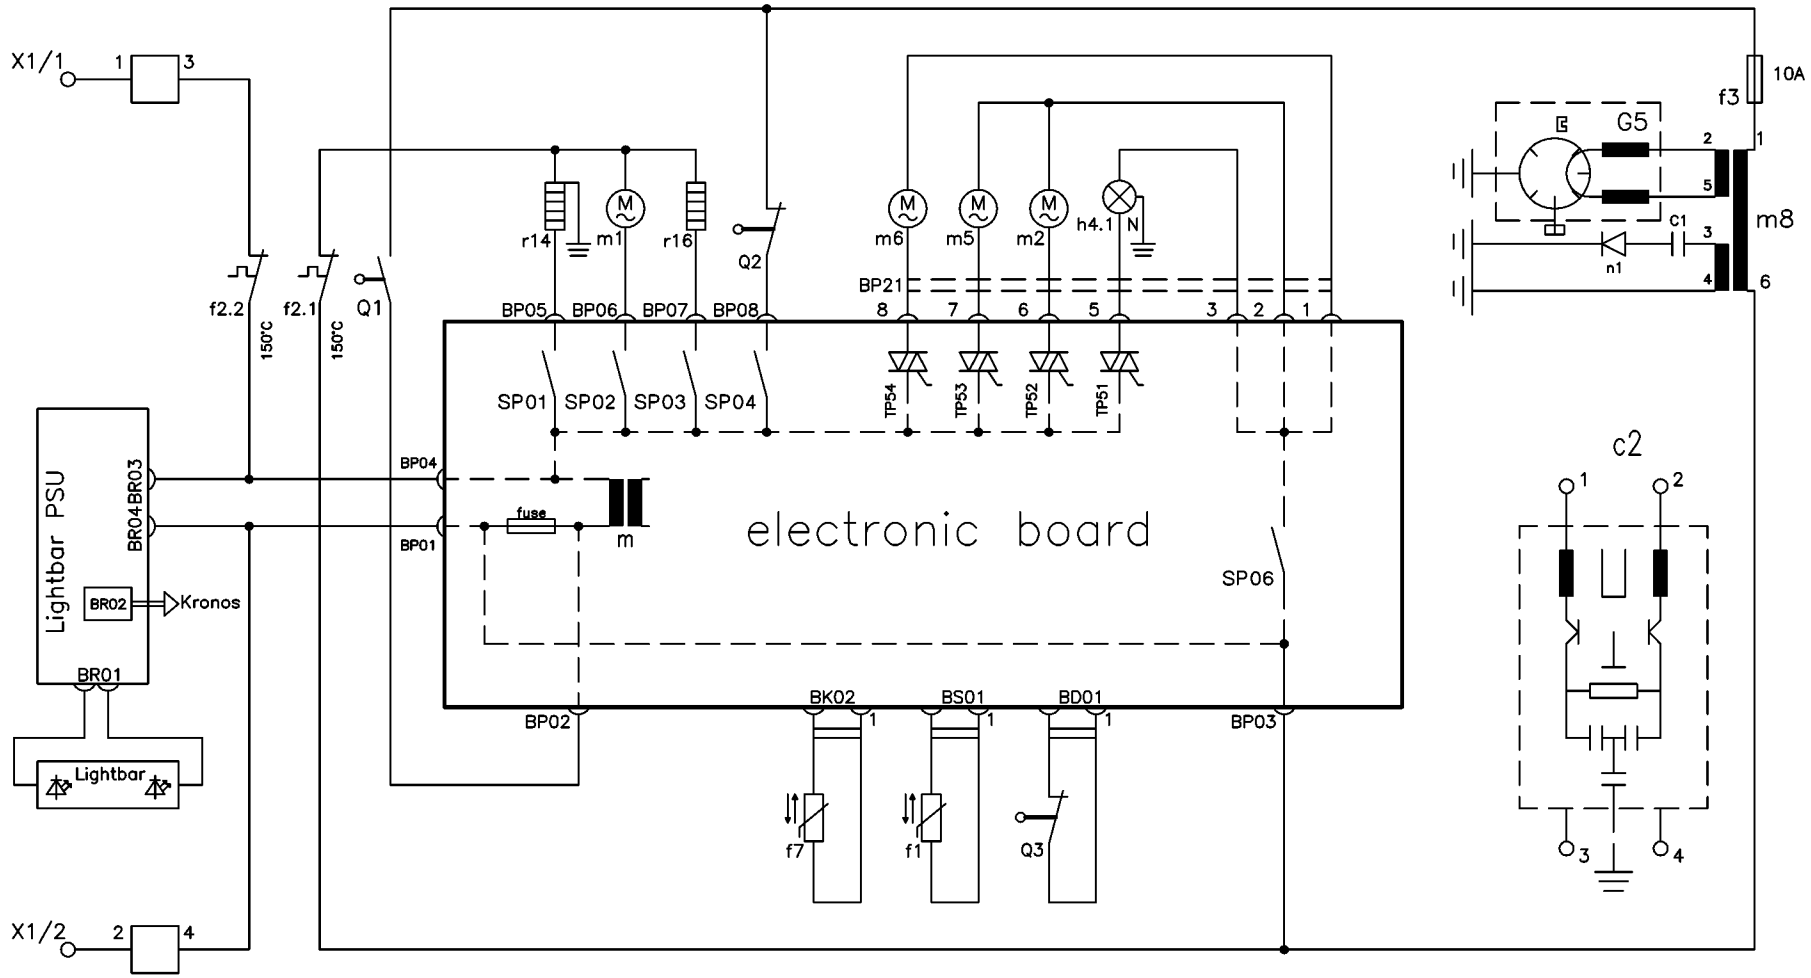 X1/1
1
3
10A
f3
G5
2
1
5
m8
C1
3
n1
4
6
r14
M
m1
r16
Q2
M
m6
M
m5
M
m2
h4.1
N
BP21
f2.2
150°C
f2.1
150°C
Q1
BP05
BP06
BP07
BP08
8
7
6
5
3
2
1
SP01
SP02
SP03
SP04
TP54
TP53
TP52
TP51
Lightbar PSU
BR03
BR04
BP04
BP01
fuse
m
electronic board
SP06
c2
1
2
BR02
Kronos
BR01
Lightbar
BP02
BK02
1
BS01
1
BD01
1
BP03
f7
f1
Q3
3
4
X1/2
2
4